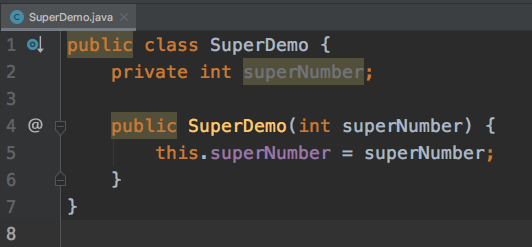 SuperDemo.java
1 public class SuperDemo {
2     private int superNumber;
3
4 @     public SuperDemo(int superNumber) {
5         this.superNumber = superNumber;
6     }
7 }
8